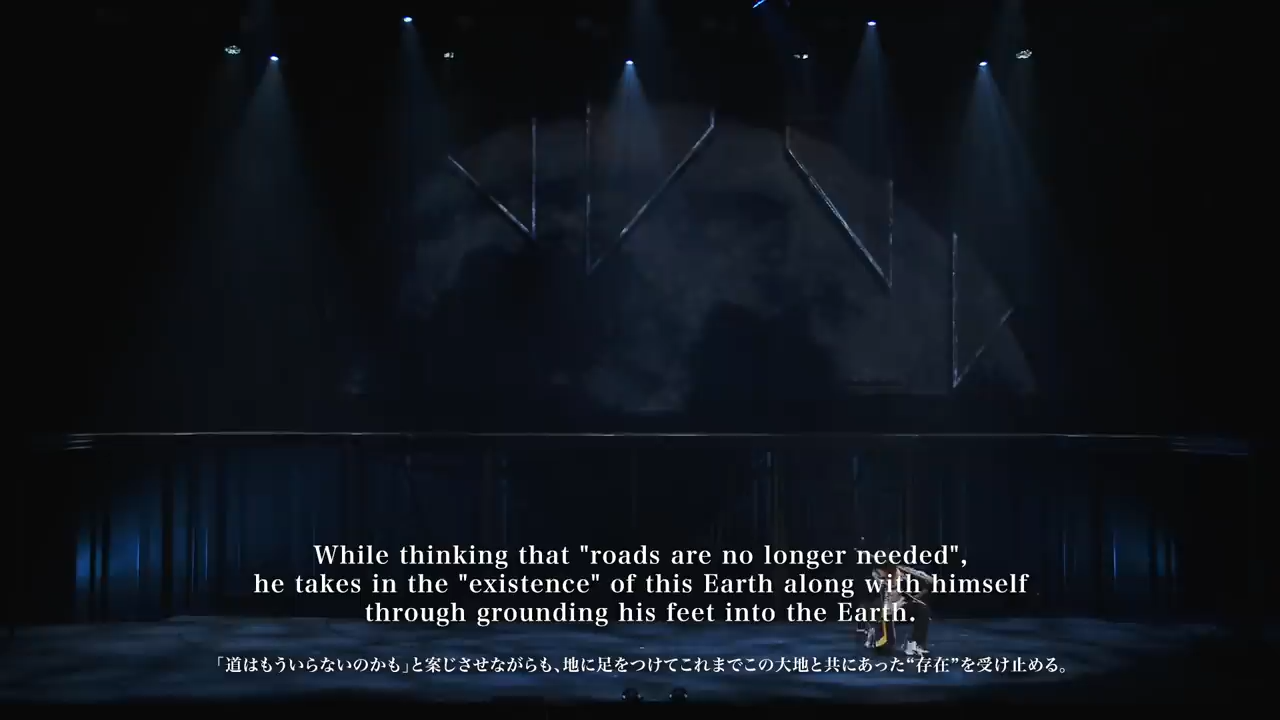 While thinking that "roads are no longer needed",
he takes in the "existence" of this Earth along with himself
through grounding his feet into the Earth.
「道はもういらないのかも」と案じさせながらも、地に足をつけてこれまでこの大地と共にあった“存在”を受け止める。